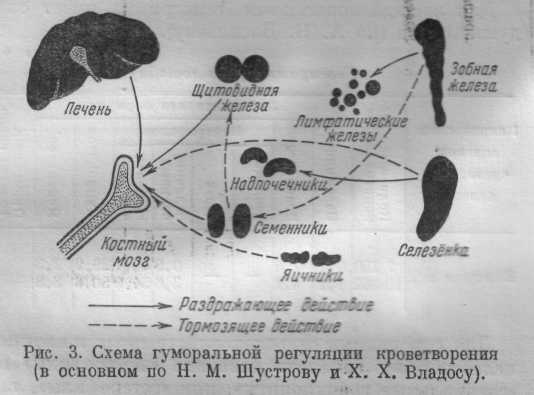 Печень
Щитовидная
железа
Лимфатические
железы
Зобная
железа
Надпочечники
Костный
мозг
Семенники
Яичники
Селезёнка
Раздражающее действие
Тормозящее действие
Рис. 3. Схема гуморальной регуляции кроветворения
(в основном по Н. М. Шустрову и Х. Х. Владосу).